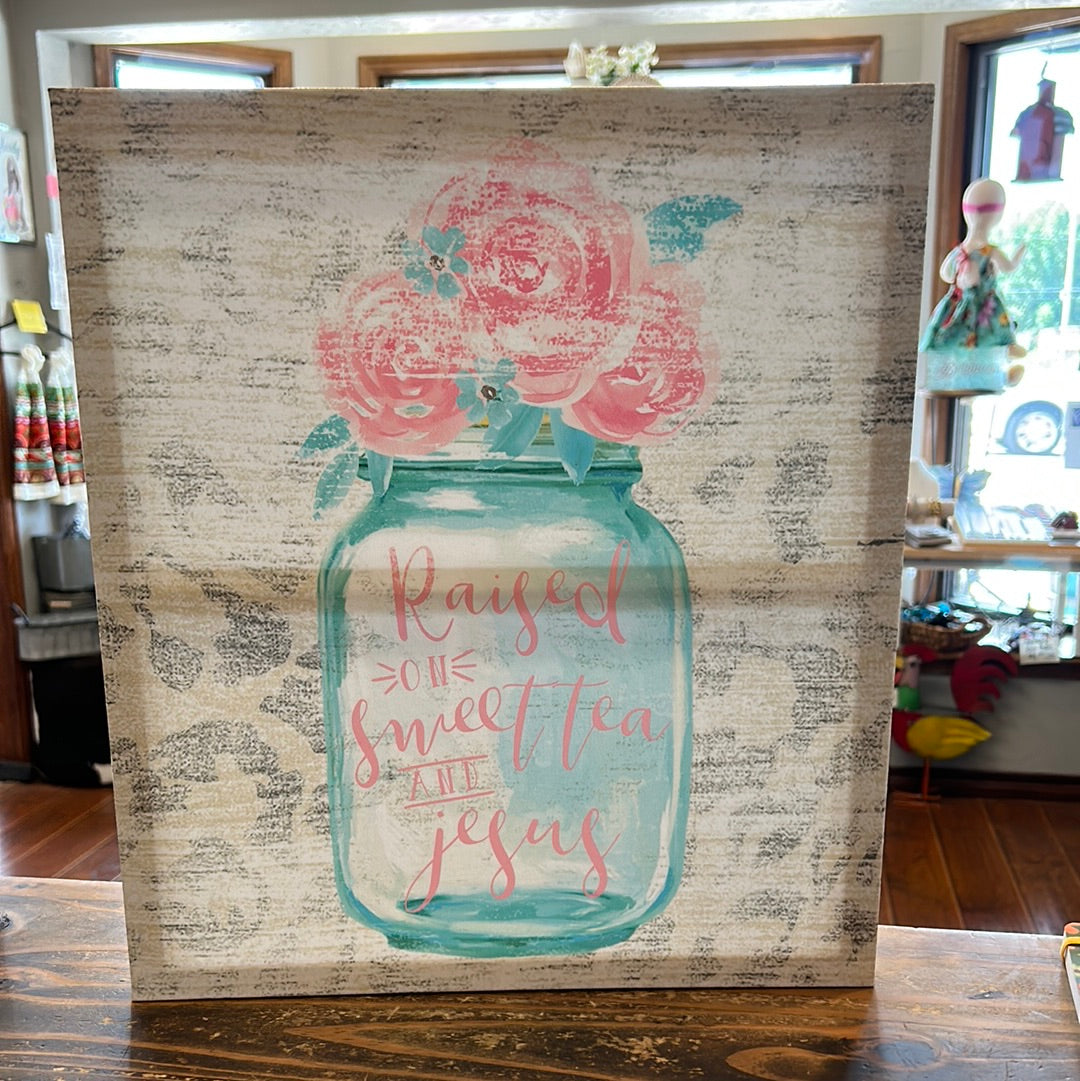 Raised
ON
sweet tea
AND
jesus